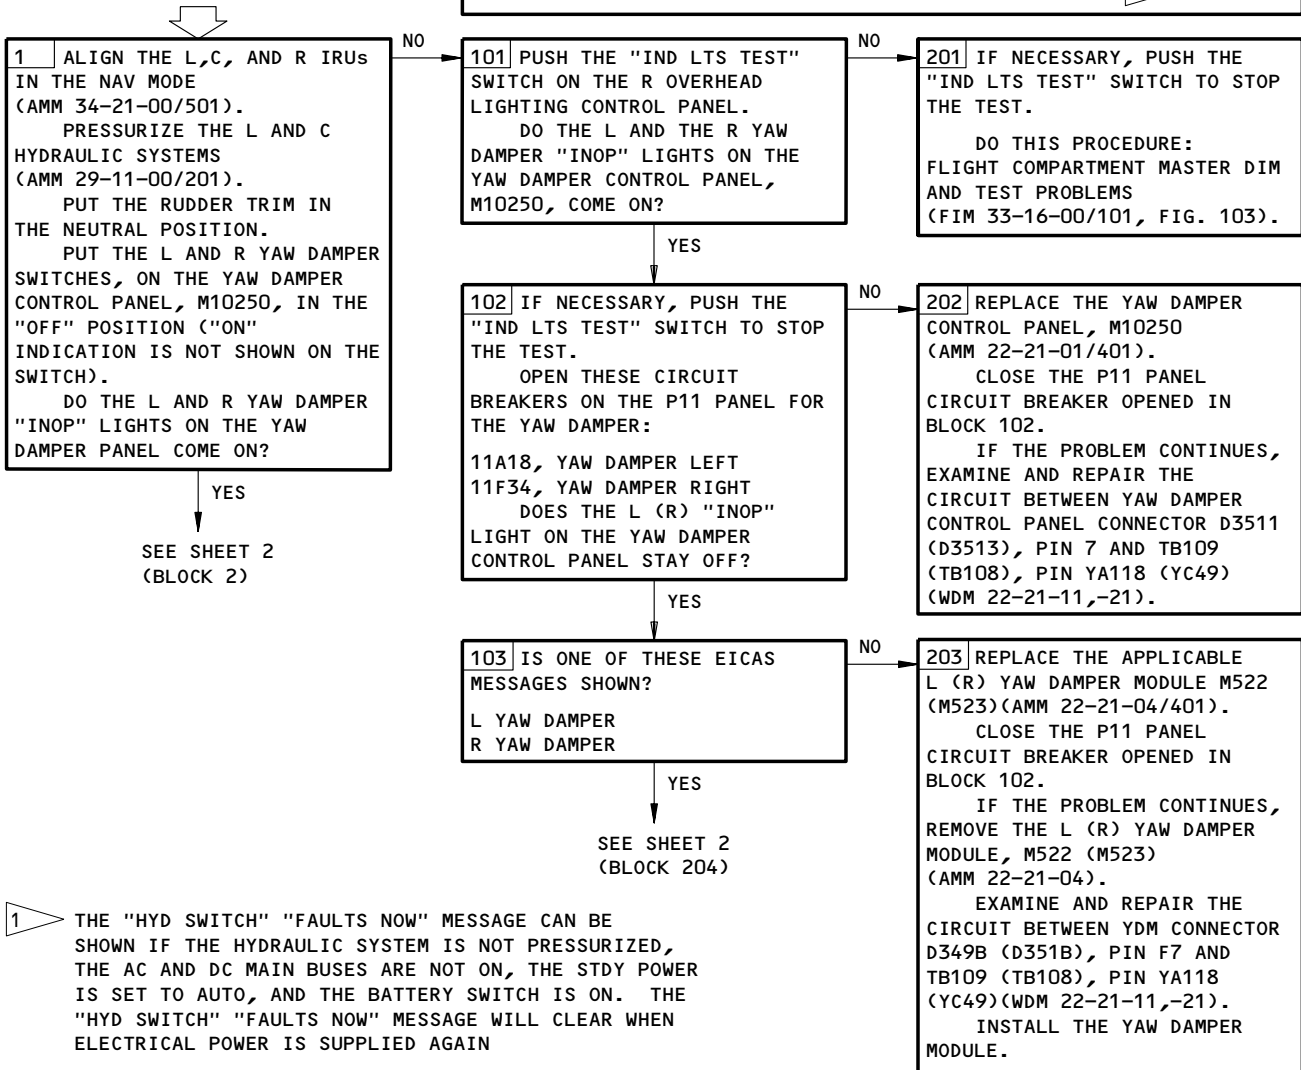 1 ALIGN THE L,C, AND R IRUs
IN THE NAV MODE
(AMM 34-21-00/501).
PRESSURIZE THE L AND C
HYDRAULIC SYSTEMS
(AMM 29-11-00/201).
PUT THE RUDDER TRIM IN
THE NEUTRAL POSITION.
PUT THE L AND R YAW DAMPER
SWITCHES, ON THE YAW DAMPER
CONTROL PANEL, M10250, IN THE
"OFF" POSITION ("ON"
INDICATION IS NOT SHOWN ON THE
SWITCH).
DO THE L AND R YAW DAMPER
"INOP" LIGHTS ON THE YAW
DAMPER PANEL COME ON?
NO
YES
SEE SHEET 2
(BLOCK 2)
101 PUSH THE "IND LTS TEST"
SWITCH ON THE R OVERHEAD
LIGHTING CONTROL PANEL.
DO THE L AND THE R YAW
DAMPER "INOP" LIGHTS ON THE
YAW DAMPER CONTROL PANEL,
M10250, COME ON?
NO
YES
201 IF NECESSARY, PUSH THE
"IND LTS TEST" SWITCH TO STOP
THE TEST.
DO THIS PROCEDURE:
FLIGHT COMPARTMENT MASTER DIM
AND TEST PROBLEMS
(FIM 33-16-00/101, FIG. 103).
102 IF NECESSARY, PUSH THE
"IND LTS TEST" SWITCH TO STOP
THE TEST.
OPEN THESE CIRCUIT
BREAKERS ON THE P11 PANEL FOR
THE YAW DAMPER:
11A18, YAW DAMPER LEFT
11F34, YAW DAMPER RIGHT
DOES THE L (R) "INOP"
LIGHT ON THE YAW DAMPER
CONTROL PANEL STAY OFF?
NO
YES
202 REPLACE THE YAW DAMPER
CONTROL PANEL, M10250
(AMM 22-21-01/401).
CLOSE THE P11 PANEL
CIRCUIT BREAKER OPENED IN
BLOCK 102.
IF THE PROBLEM CONTINUES,
EXAMINE AND REPAIR THE
CIRCUIT BETWEEN YAW DAMPER
CONTROL PANEL CONNECTOR D3511
(D3513), PIN 7 AND TB109
(TB108), PIN YA118 (YC49)
(WDM 22-21-11,-21).
103 IS ONE OF THESE EICAS
MESSAGES SHOWN?
L YAW DAMPER
R YAW DAMPER
NO
YES
SEE SHEET 2
(BLOCK 204)
203 REPLACE THE APPLICABLE
L (R) YAW DAMPER MODULE M522
(M523)(AMM 22-21-04/401).
CLOSE THE P11 PANEL
CIRCUIT BREAKER OPENED IN
BLOCK 102.
IF THE PROBLEM CONTINUES,
REMOVE THE L (R) YAW DAMPER
MODULE, M522 (M523)
(AMM 22-21-04).
EXAMINE AND REPAIR THE
CIRCUIT BETWEEN YDM CONNECTOR
D349B (D351B), PIN F7 AND
TB109 (TB108), PIN YA118
(YC49)(WDM 22-21-11,-21).
INSTALL THE YAW DAMPER
MODULE.
1 THE "HYD SWITCH" "FAULTS NOW" MESSAGE CAN BE
SHOWN IF THE HYDRAULIC SYSTEM IS NOT PRESSURIZED,
THE AC AND DC MAIN BUSES ARE NOT ON, THE STDY POWER
IS SET TO AUTO, AND THE BATTERY SWITCH IS ON. THE
"HYD SWITCH" "FAULTS NOW" MESSAGE WILL CLEAR WHEN
ELECTRICAL POWER IS SUPPLIED AGAIN